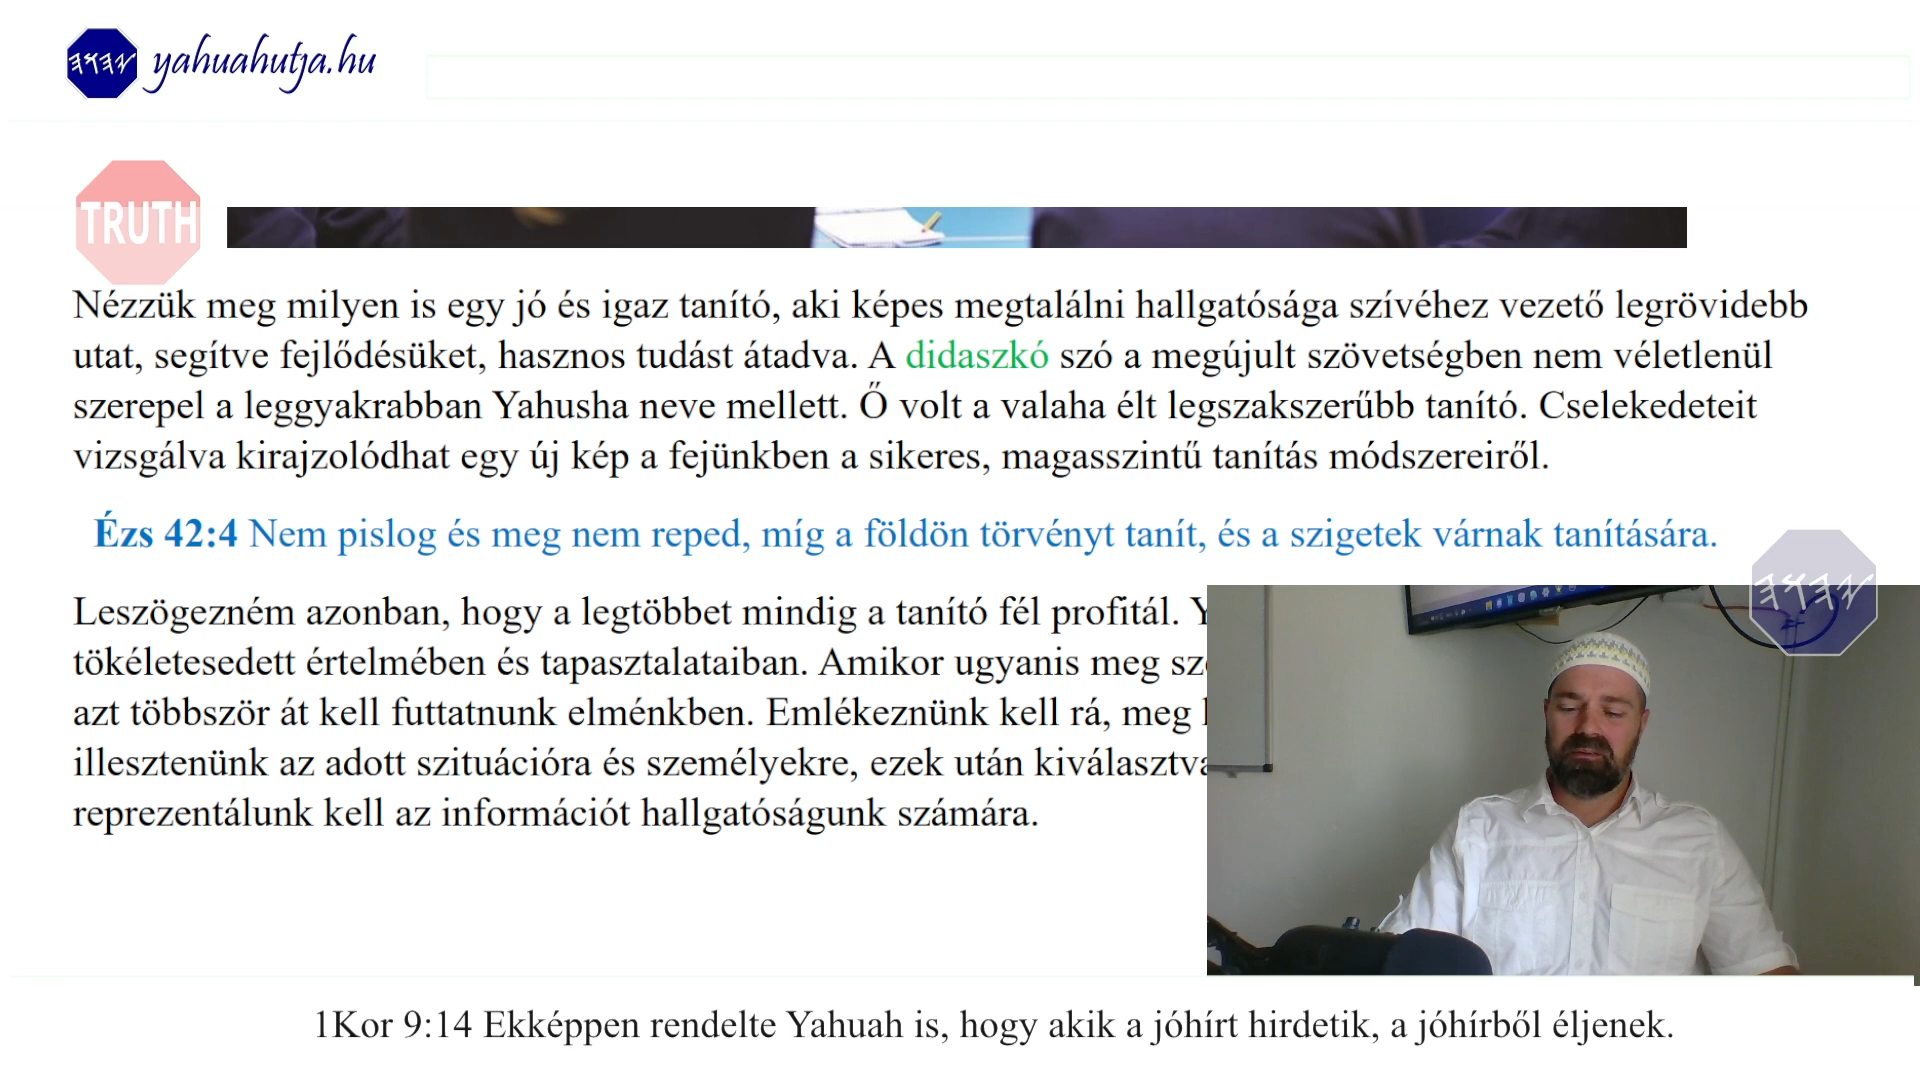 yahuahutja.hu
TRUTH
Nézzük meg milyen is egy jó és igaz tanító, aki képes megtalálni hallgatósága szívéhez vezető legrövidebb
utat, segítve fejlődésüket, hasznos tudást átadva. A didaszkó szó a megújult szövetségben nem véletlenül
szerepel a leggyakrabban Yahusha neve mellett. Ő volt a valaha élt legszakszerűbb tanító. Cselekedeteit
vizsgálva kirajzolódhat egy új kép a fejünkben a sikeres, magasszintű tanítás módszereiről.
Ézs 42:4 Nem pislog és meg nem reped, míg a földön törvényt tanít, és a szigetek várnak tanítására.
Leszögezném azonban, hogy a legtöbbet mindig a tanító fél profitál.
tökéletesedett értelmében és tapasztalataiban. Amikor ugyanis meg
azt többször át kell futtatnunk elménkben. Emlékeznünk kell rá, meg
illesztenünk az adott szituációra és személyekre, ezek után kiválasztva
reprezentálunk kell az információt hallgatóságunk számára.
1Kor 9:14 Ekképpen rendelte Yahuah is, hogy akik a jóhírt hirdetik, a jóhírből éljenek.